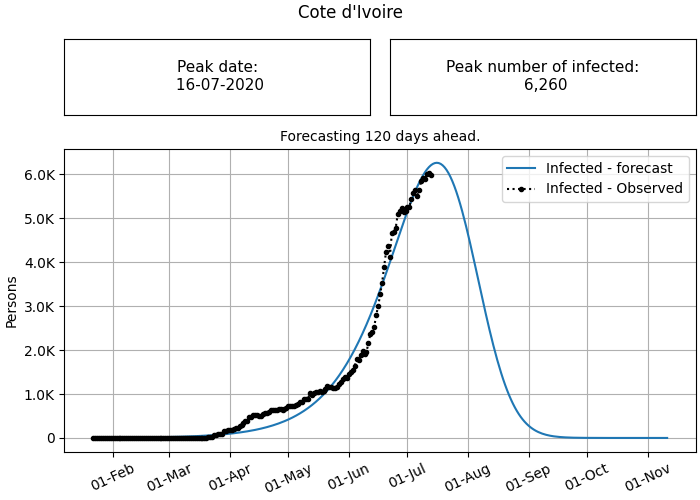 Cote d'Ivoire
Peak date:
16-07-2020
Peak number of infected:
6,260
Forecasting 120 days ahead.
Infected - forecast
Infected - Observed
6.0K
5.0K
4.0K
3.0K
2.0K
1.0K
0
Persons
01-Feb
01-Mar
01-Apr
01-May
01-Jun
01-Jul
01-Aug
01-Sep
01-Oct
01-Nov